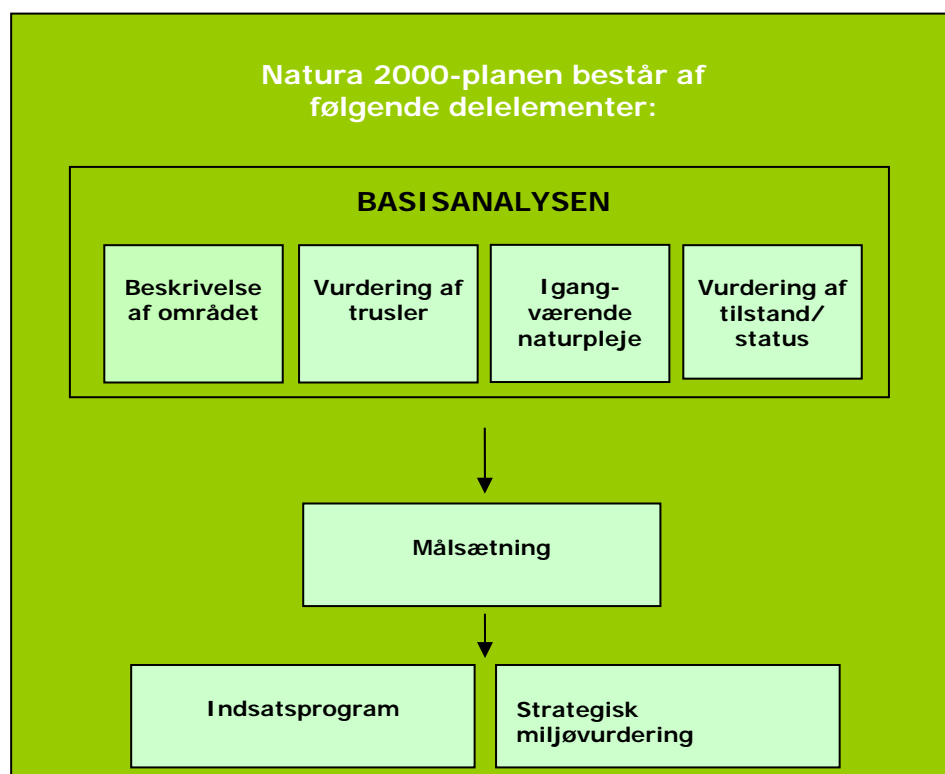 Natura 2000-planen består af
følgende delelementer:
BASISANALYSEN
Beskrivelse
af området
Vurdering af
trusler
Igang-
værende
naturpleje
Vurdering af
tilstand/
status
Målsætning
Indsatsprogram
Strategisk
miljøvurdering